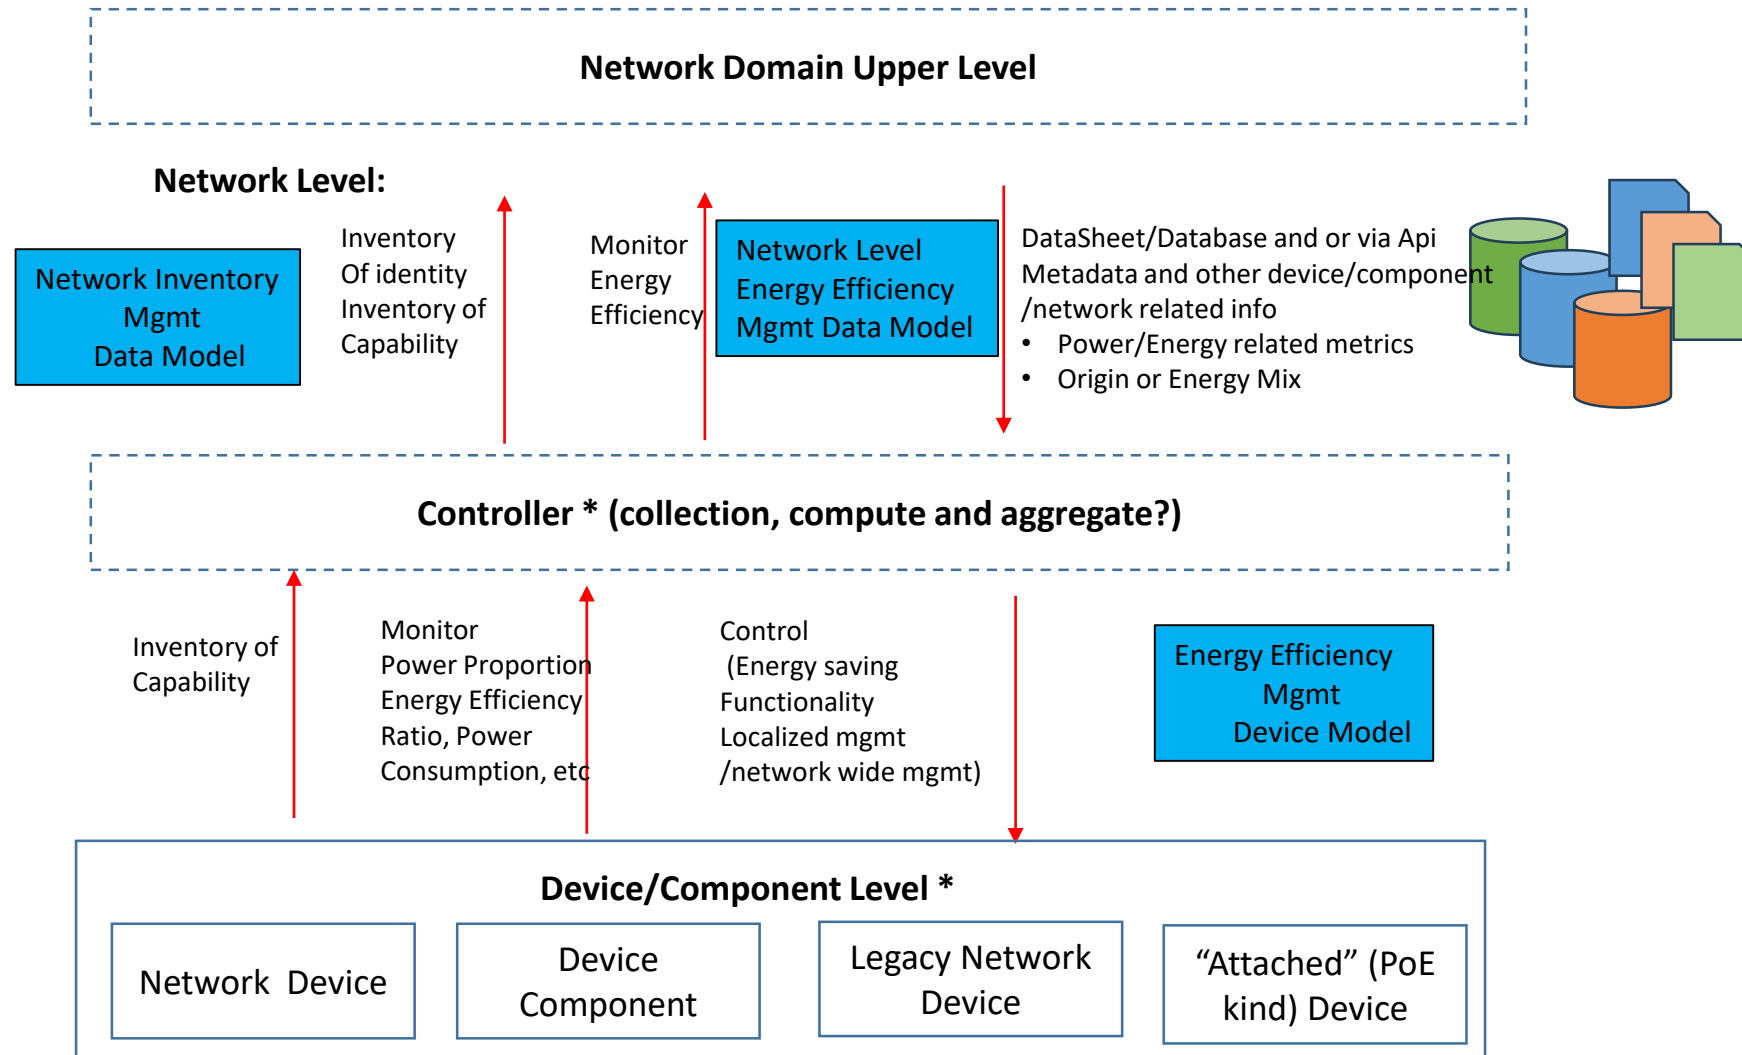 Network Domain Upper Level
Network Level:
Network Inventory
Mgmt
Data Model
Inventory
Of identity
Inventory of
Capability
Monitor
Energy
Efficiency
Network Level
Energy Efficiency
Mgmt Data Model
DataSheet/Database and or via Api
Metadata and other device/component
/network related info
• Power/Energy related metrics
• Origin or Energy Mix
Controller * (collection, compute and aggregate?)
Inventory of
Capability
Monitor
Power Proportion
Energy Efficiency
Ratio, Power
Consumption, etc
Control
(Energy saving
Functionality
Localized mgmt
/network wide mgmt)
Energy Efficiency
Mgmt
Device Model
Device/Component Level *
Network Device
Device
Component
Legacy Network
Device
“Attached” (PoE
kind) Device